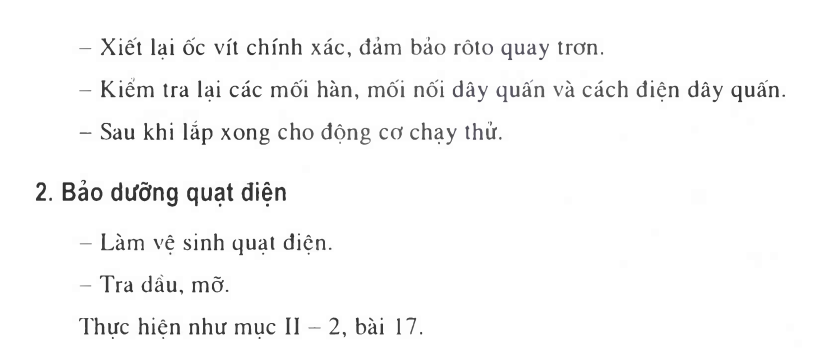 – Xiết lại ốc vít chính xác, đảm bảo rôto quay trơn.
– Kiểm tra lại các mối hàn, mối nối dây quấn và cách điện dây quấn.
– Sau khi lắp xong cho động cơ chạy thử.
2. Bảo dưỡng quạt điện
– Làm vệ sinh quạt điện.
– Tra dầu, mỡ.
Thực hiện như mục II – 2, bài 17.